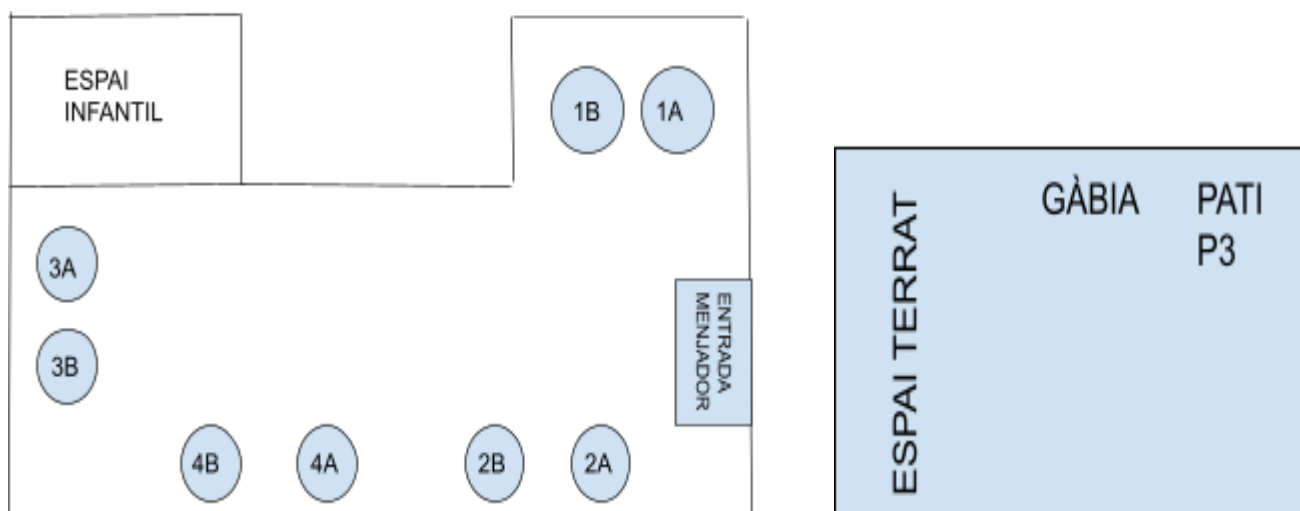 ESPAI
INFANTIL
1B
1A
3A
3B
4B
4A
2B
2A
ENTRADA
MENJADOR
ESPAI TERRAT
GÀBIA
PATI
P3